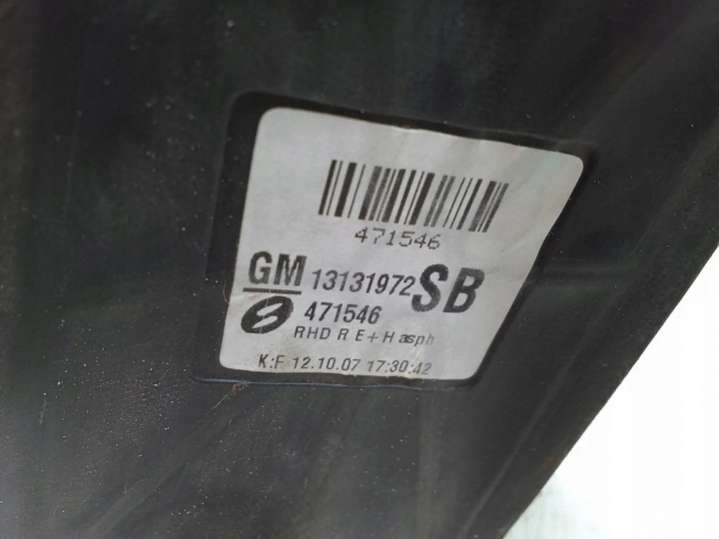 471546
GM 13131972 SB
471546
RHD R E+H asph
K:F 12.10.07 17:30:42